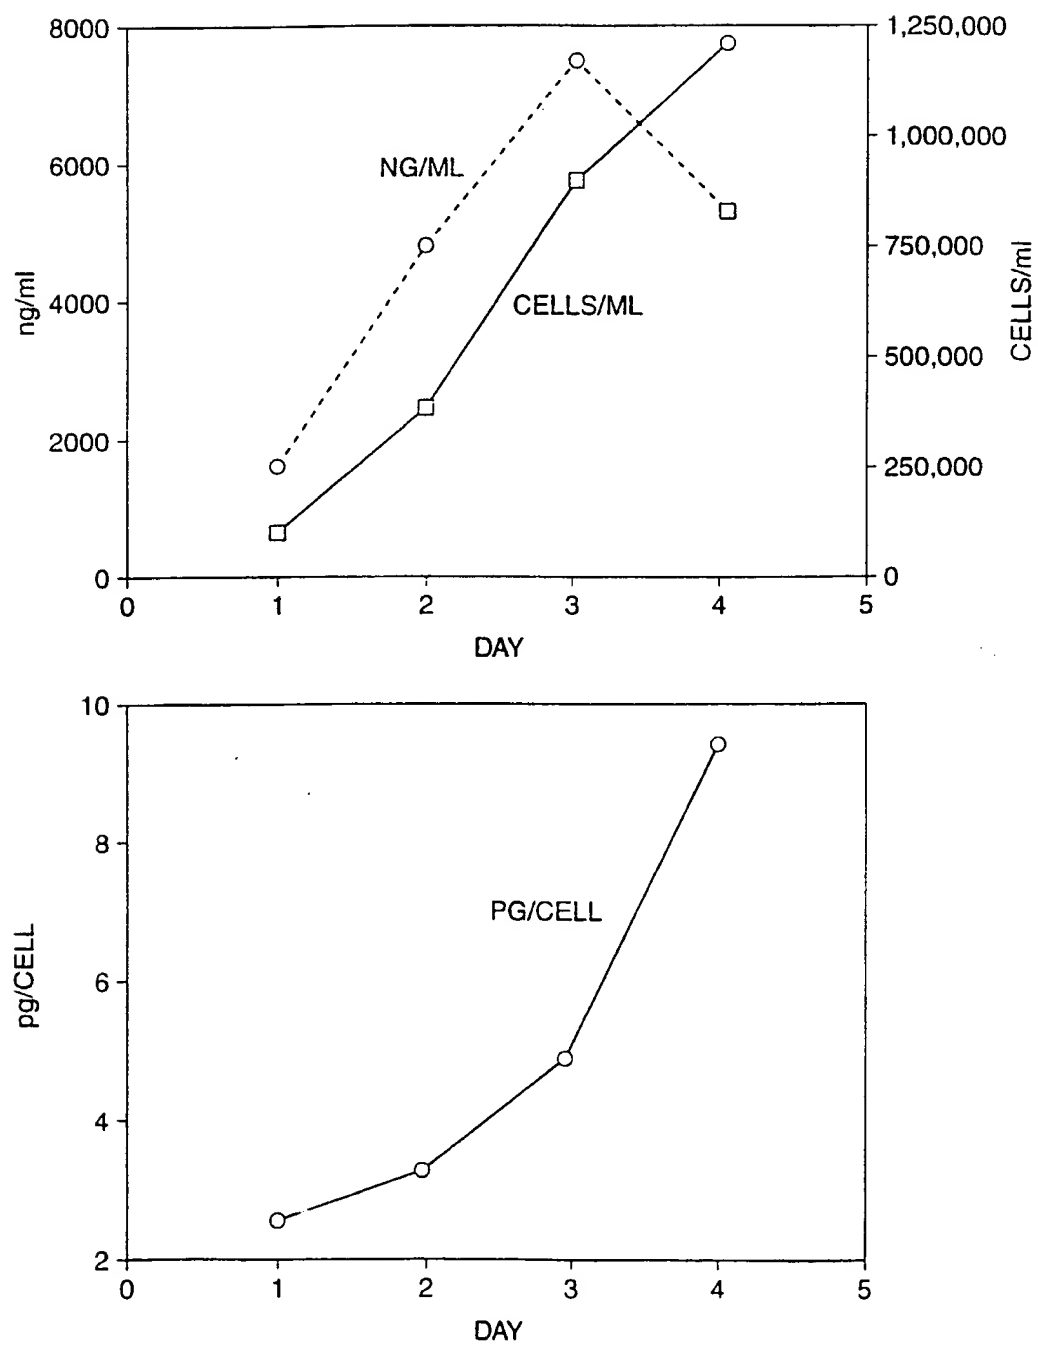 8000
6000
4000
2000
0
ng/ml
1,250,000
1,000,000
750,000
500,000
250,000
0
CELLS/ml
NG/ML
CELLS/ML
0 1 2 3 4 5
DAY
10
8
6
4
2
pg/CELL
PG/CELL
0 1 2 3 4 5
DAY